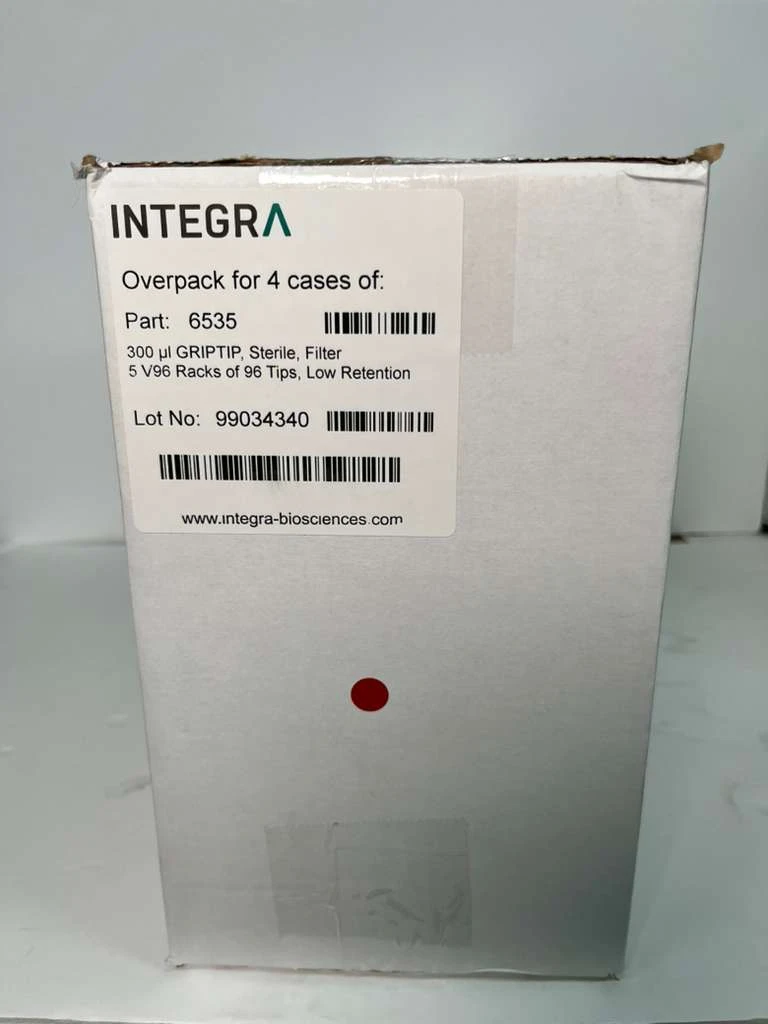 INTEGRA
Overpack for 4 cases of:
Part: 6535
300 µl GRIPTIP, Sterile, Filter
5 V96 Racks of 96 Tips, Low Retention
Lot No: 99034340
www.integra-biosciences.com